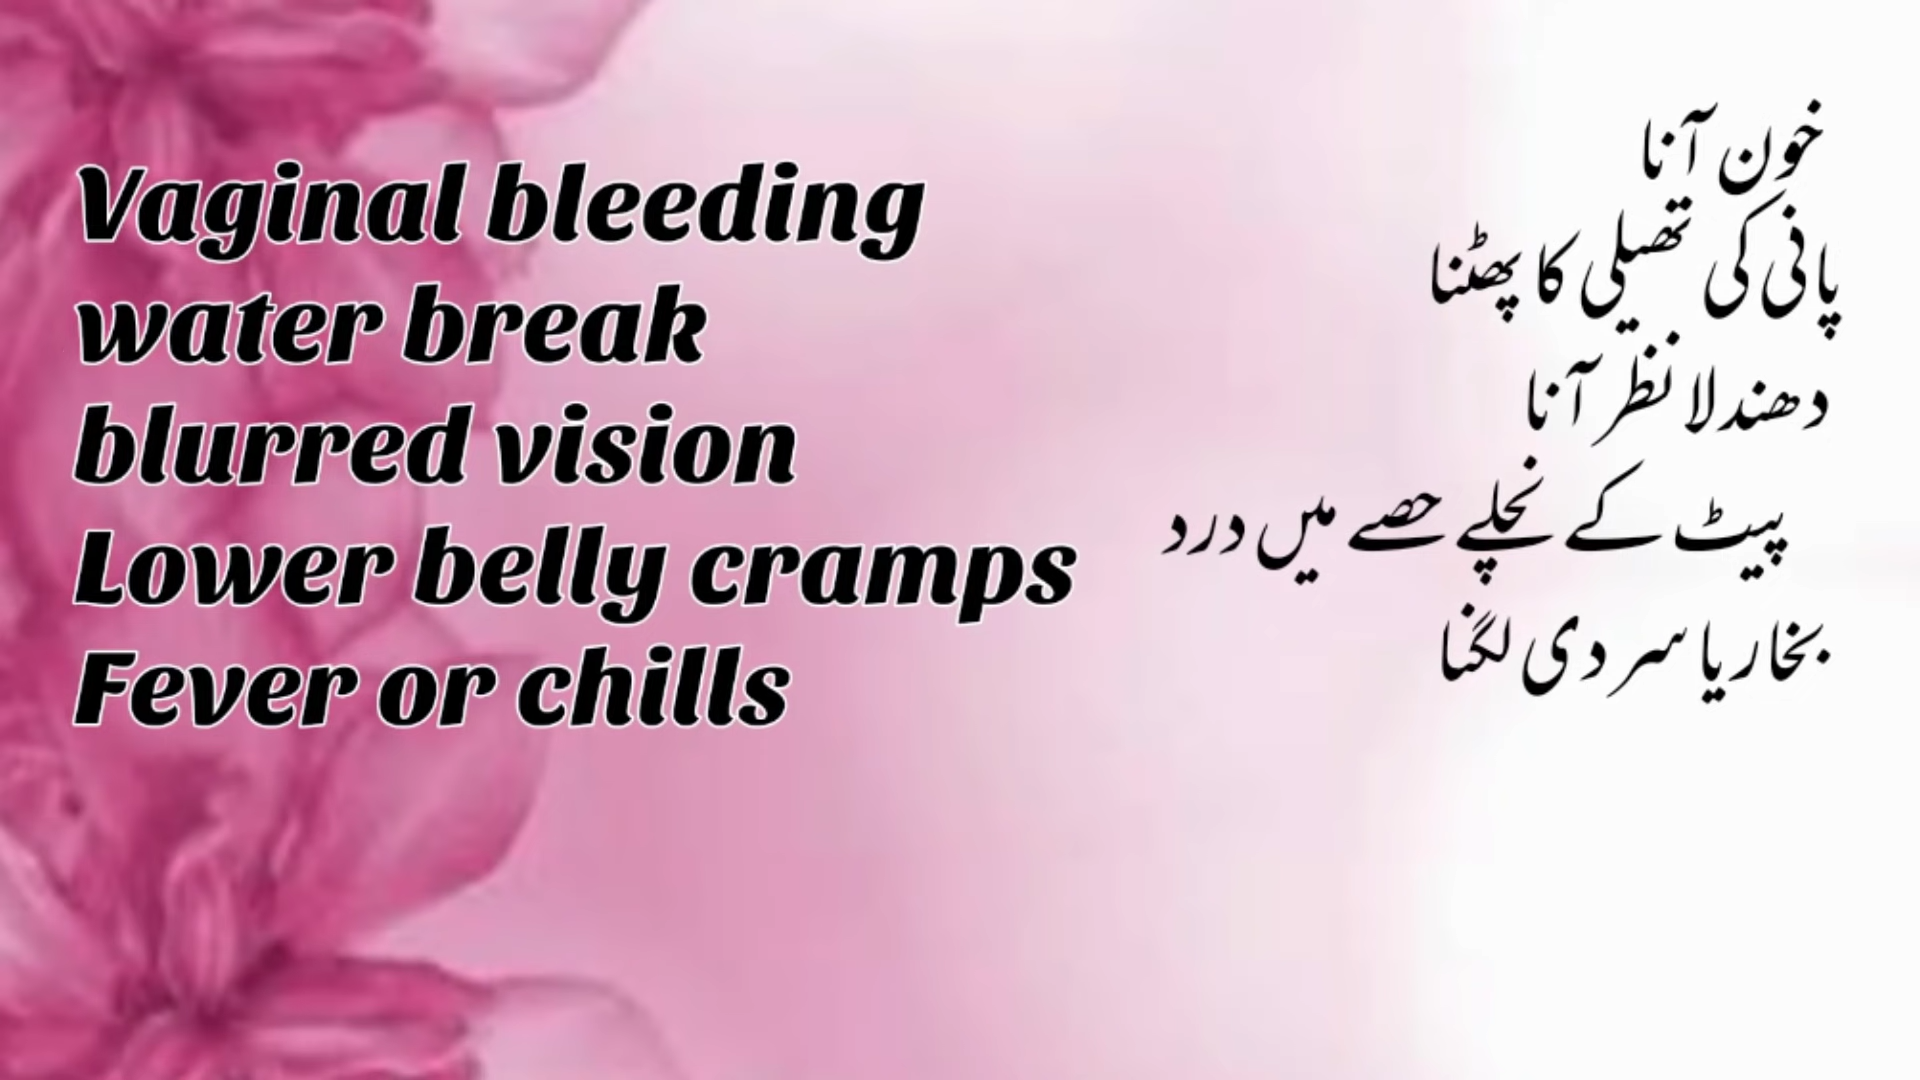 Vaginal bleeding
water break
blurred vision
Lower belly cramps
Fever or chills
خون آنا
پانی کی تھیلی کا پھٹنا
دھندلا نظر آنا
پیٹ کے نچلے حصے میں درد
بخار یا سردی لگنا